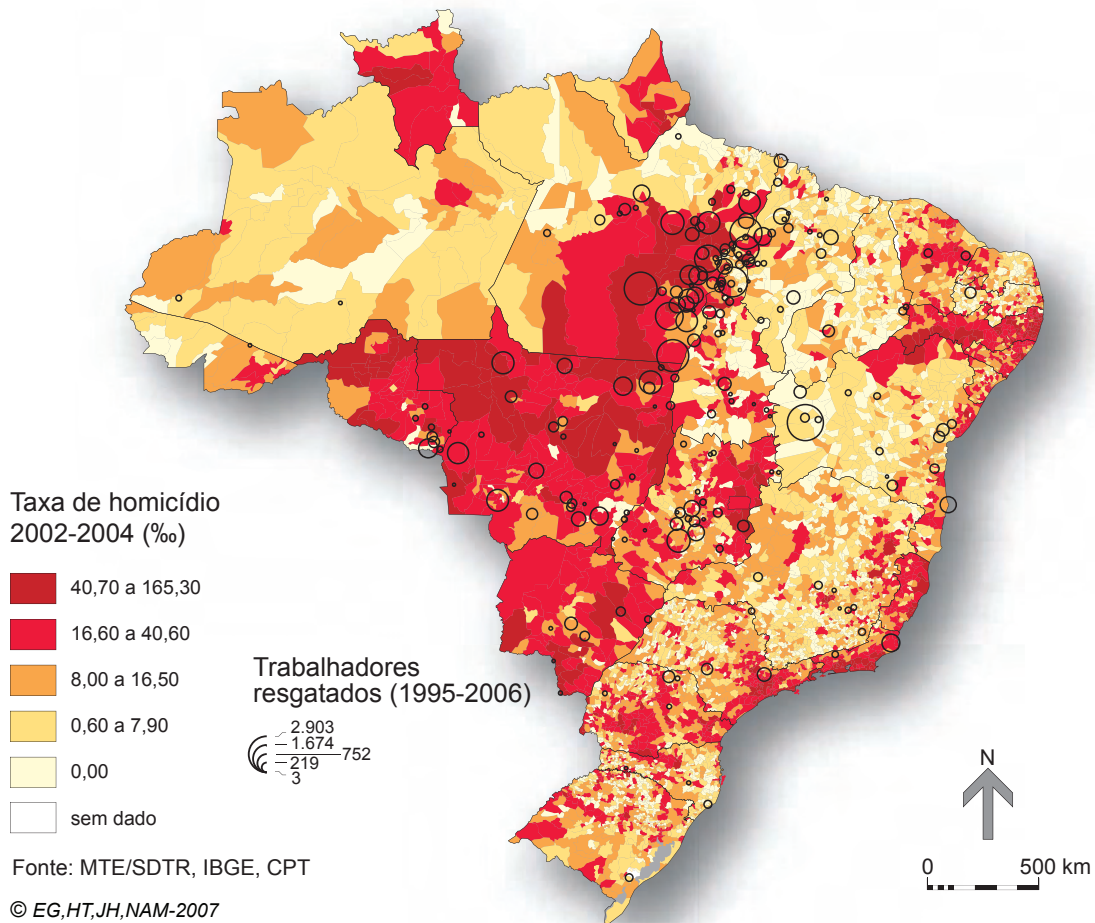 Taxa de homicídio
2002-2004 (‰)
40,70 a 165,30
16,60 a 40,60
8,00 a 16,50
0,60 a 7,90
0,00
sem dado
Trabalhadores
resgatados (1995-2006)
2.903
1.674
752
219
3
Fonte: MTE/SDTR, IBGE, CPT
© EG,HT,JH,NAM-2007
N
0 500 km